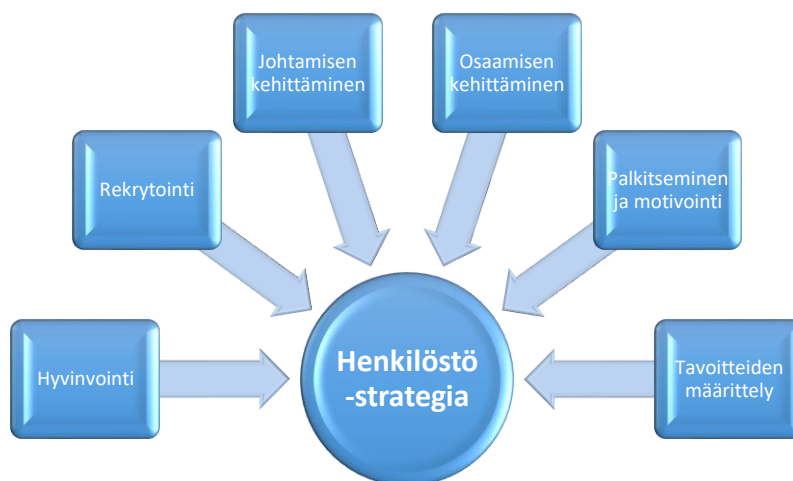 Johtamisen
kehittäminen
Osaamisen
kehittäminen
Rekrytointi
Palkitseminen
ja motivointi
Hyvinvointi
Henkilöstö
-strategia
Tavoitteiden
määrittely